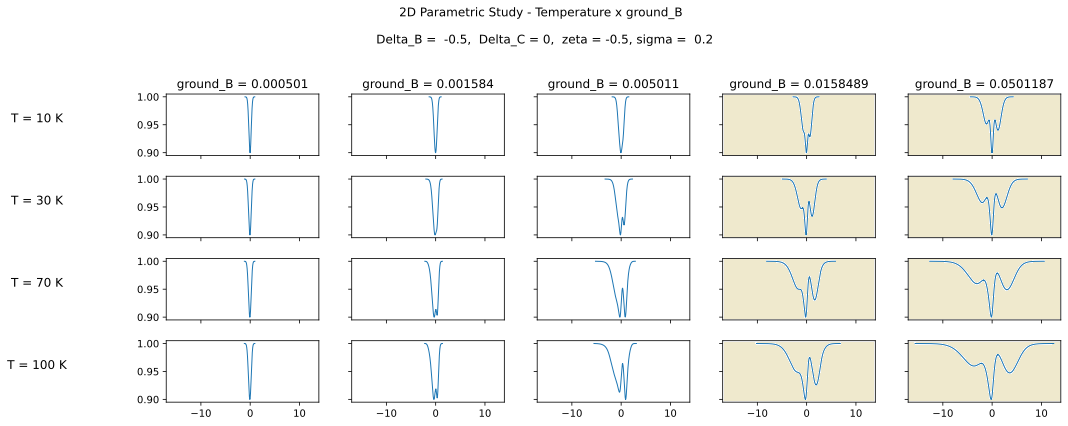 2D Parametric Study - Temperature x ground_B
Delta_B =  -0.5,  Delta_C = 0,  zeta = -0.5, sigma =  0.2
ground_B = 0.000501 ground_B = 0.001584 ground_B = 0.005011 ground_B = 0.0158489 ground_B = 0.0501187
1.00
T = 10 K
0.95
0.90
1.00
T = 30 K
0.95
0.90
1.00
T = 70 K
0.95
0.90
1.00
T = 100 K
0.95
0.90
−10 0 10 −10 0 10 −10 0 10 −10 0 10 −10 0 10